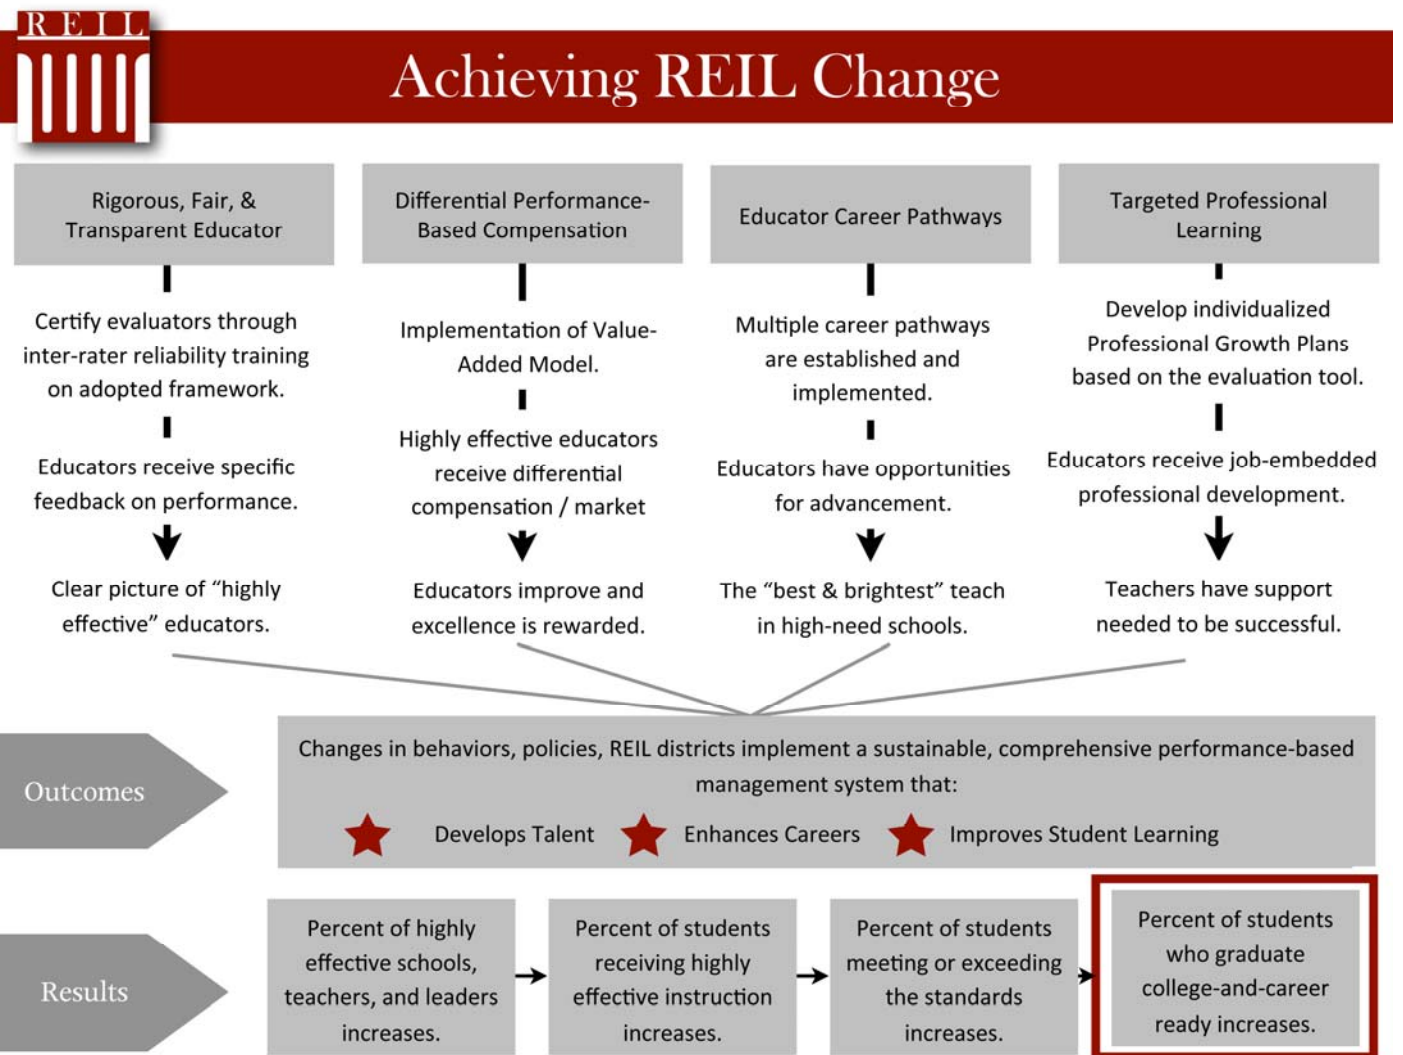 REIL
Achieving REIL Change
Rigorous, Fair, &
Transparent Educator
Certify evaluators through
inter-rater reliability training
on adopted framework.
Educators receive specific
feedback on performance.
Clear picture of “highly
effective” educators.
Differential Performance-
Based Compensation
Implementation of Value-
Added Model.
Highly effective educators
receive differential
compensation / market
Educators improve and
excellence is rewarded.
Educator Career Pathways
Multiple career pathways
are established and
implemented.
Educators have opportunities
for advancement.
The “best & brightest” teach
in high-need schools.
Targeted Professional
Learning
Develop individualized
Professional Growth Plans
based on the evaluation tool.
Educators receive job-embedded
professional development.
Teachers have support
needed to be successful.
Outcomes
Changes in behaviors, policies, REIL districts implement a sustainable, comprehensive performance-based
management system that:
Develops Talent
Enhances Careers
Improves Student Learning
Results
Percent of highly
effective schools,
teachers, and leaders
increases.
Percent of students
receiving highly
effective instruction
increases.
Percent of students
meeting or exceeding
the standards
increases.
Percent of students
who graduate
college-and-career
ready increases.